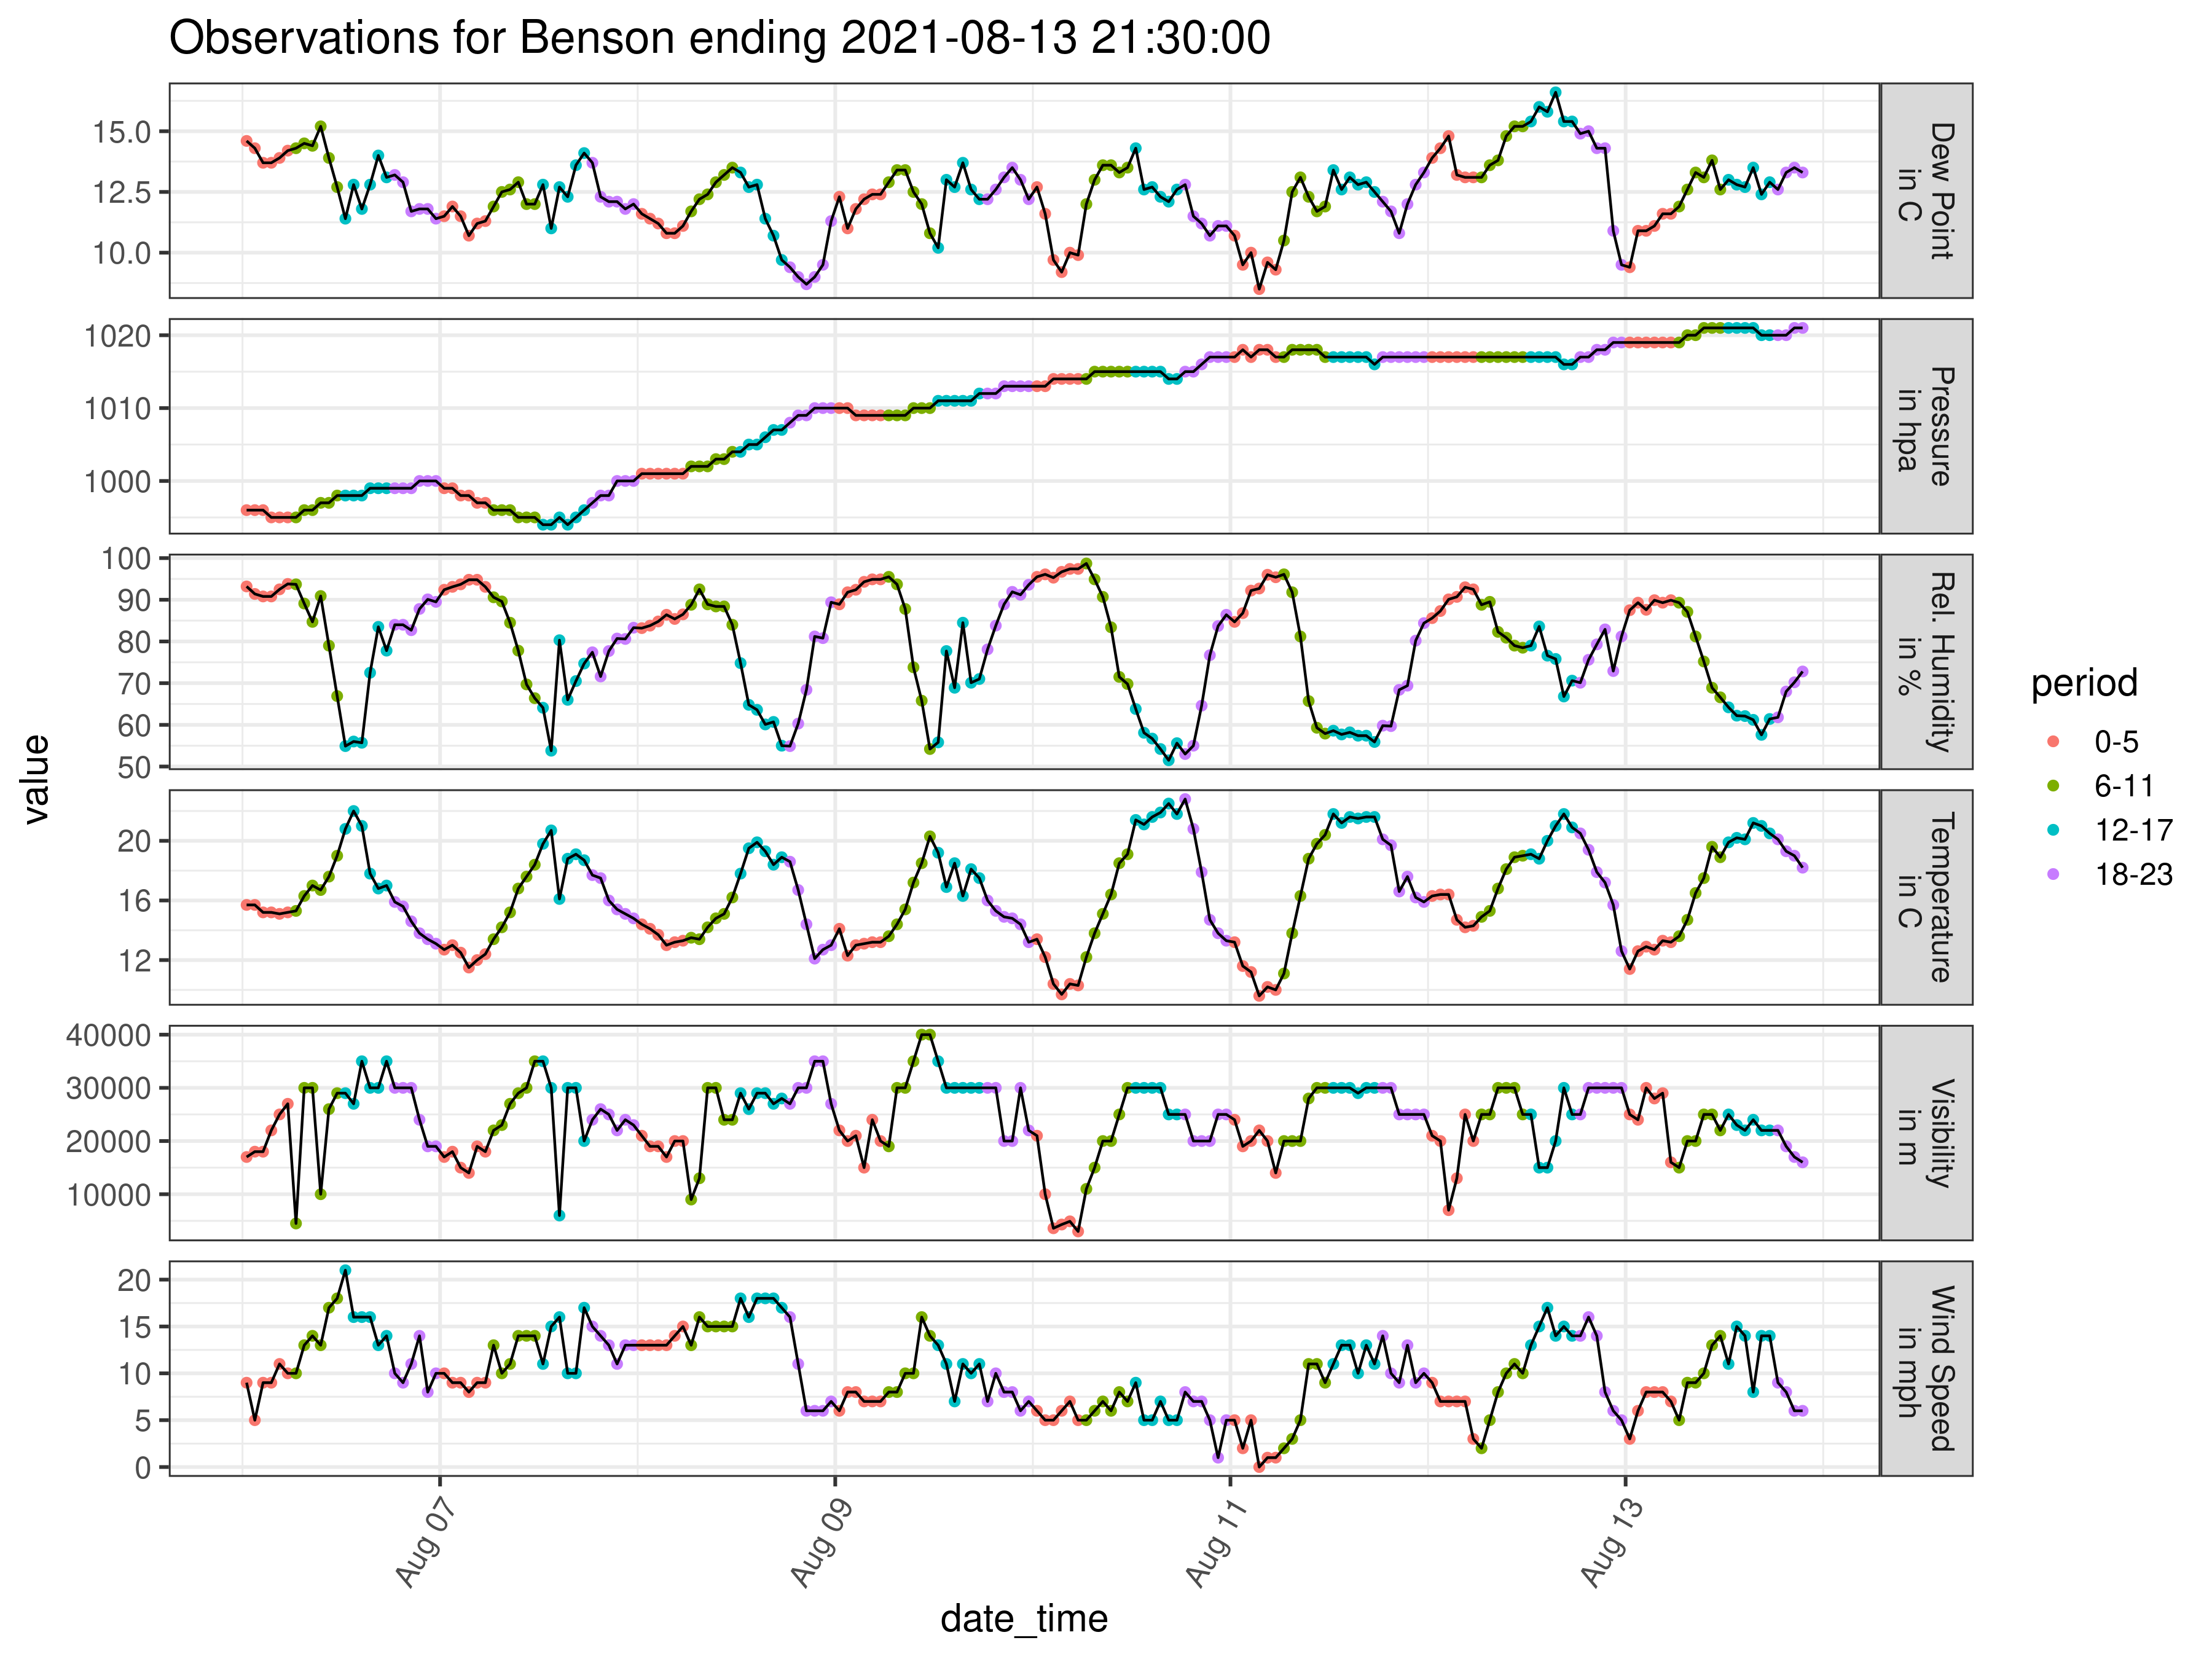 Observations for Benson ending 2021-08-13 21:30:00
value
15.0
12.5
10.0
Dew Point
in C
1020
1010
1000
Pressure
in hpa
100
90
80
70
60
50
Rel. Humidity
in %
20
16
12
Temperature
in C
40000
30000
20000
10000
Visibility
in m
20
15
10
5
0
Wind Speed
in mph
Aug 07
Aug 09
Aug 11
Aug 13
date_time
period
0-5
6-11
12-17
18-23